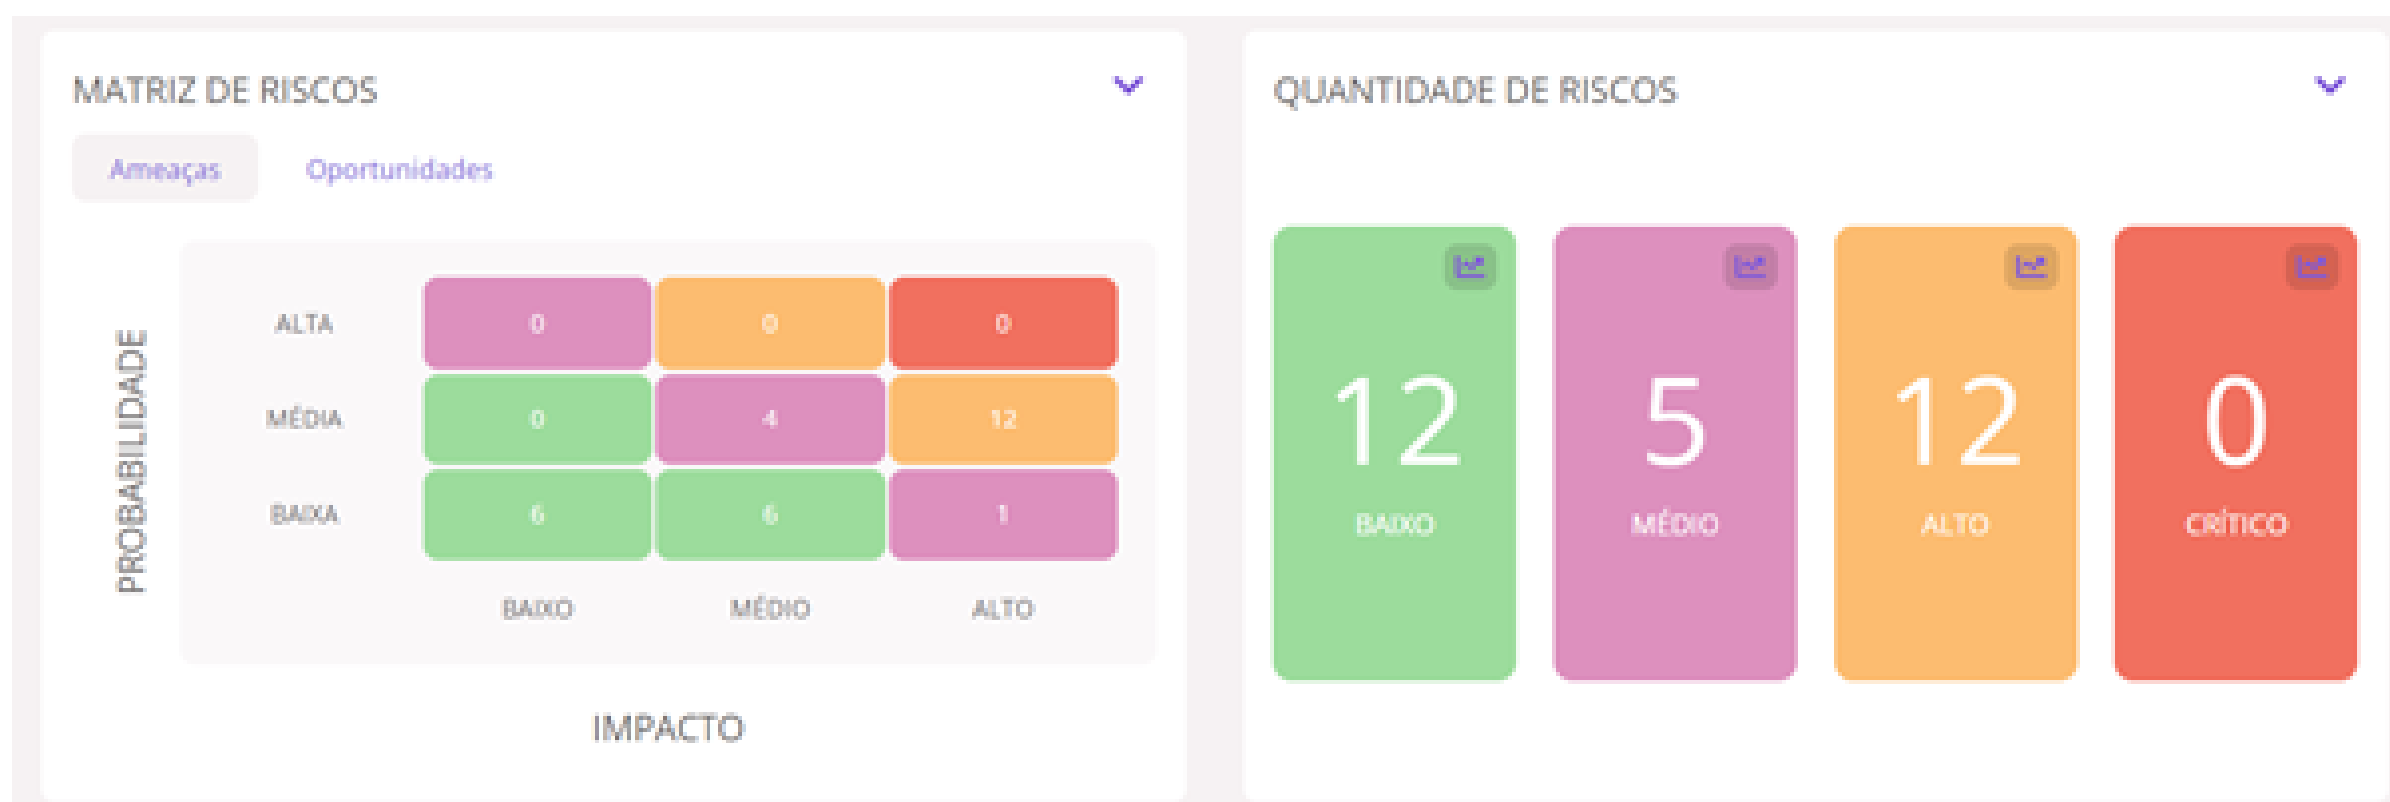 MATRIZ DE RISCOS
Ameaças
Oportunidades
PROBABILIDADE
ALTA 0 0 0
MÉDIA 0 4 12
BAIXA 6 6 1
BAIXO MÉDIO ALTO
IMPACTO
QUANTIDADE DE RISCOS
12 5 12 0
BAIXO MÉDIO ALTO CRÍTICO